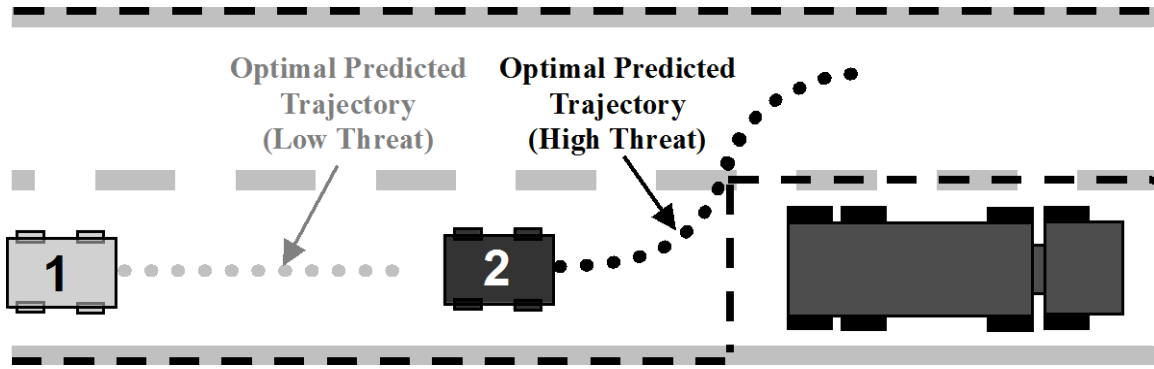 Optimal Predicted
Trajectory
(Low Threat)
Optimal Predicted
Trajectory
(High Threat)
1
2